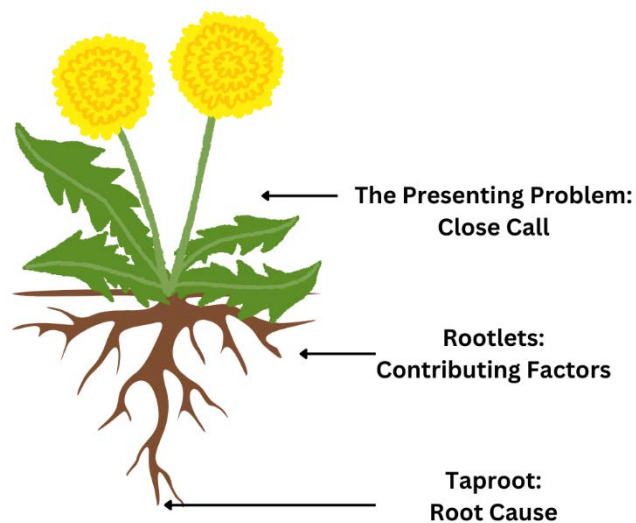 The Presenting Problem:
Close Call
Rootlets:
Contributing Factors
Taproot:
Root Cause